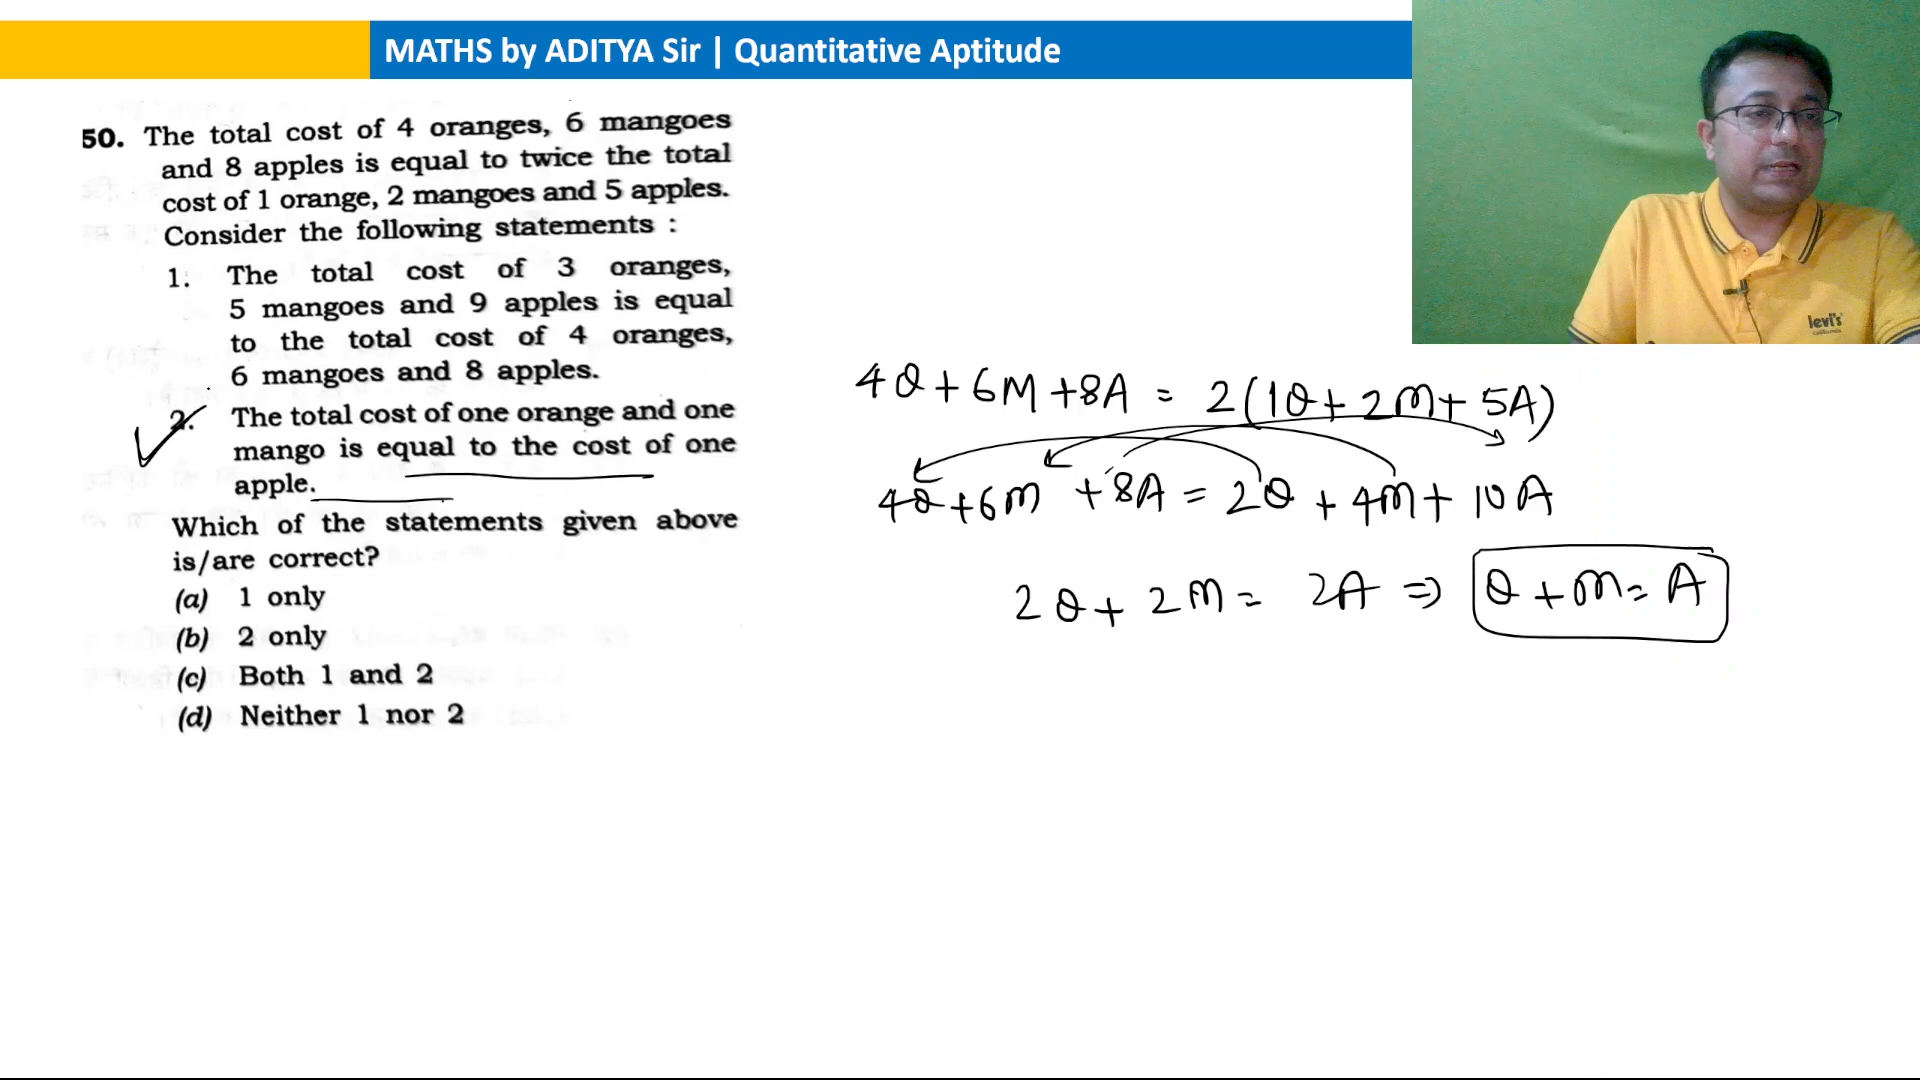 MATHS by ADITYA Sir | Quantitative Aptitude
50. The total cost of 4 oranges, 6 mangoes
and 8 apples is equal to twice the total
cost of 1 orange, 2 mangoes and 5 apples.
Consider the following statements :
1. The total cost of 3 oranges,
5 mangoes and 9 apples is equal
to the total cost of 4 oranges,
6 mangoes and 8 apples.
2. The total cost of one orange and one
mango is equal to the cost of one
apple.
Which of the statements given above
is/are correct?
(a) 1 only
(b) 2 only
(c) Both 1 and 2
(d) Neither 1 nor 2
levi's
4O + 6M + 8A = 2(1O + 2M + 5A)
4O + 6M + 8A = 2O + 4M + 10A
2O + 2M = 2A ⇒ O + M = A